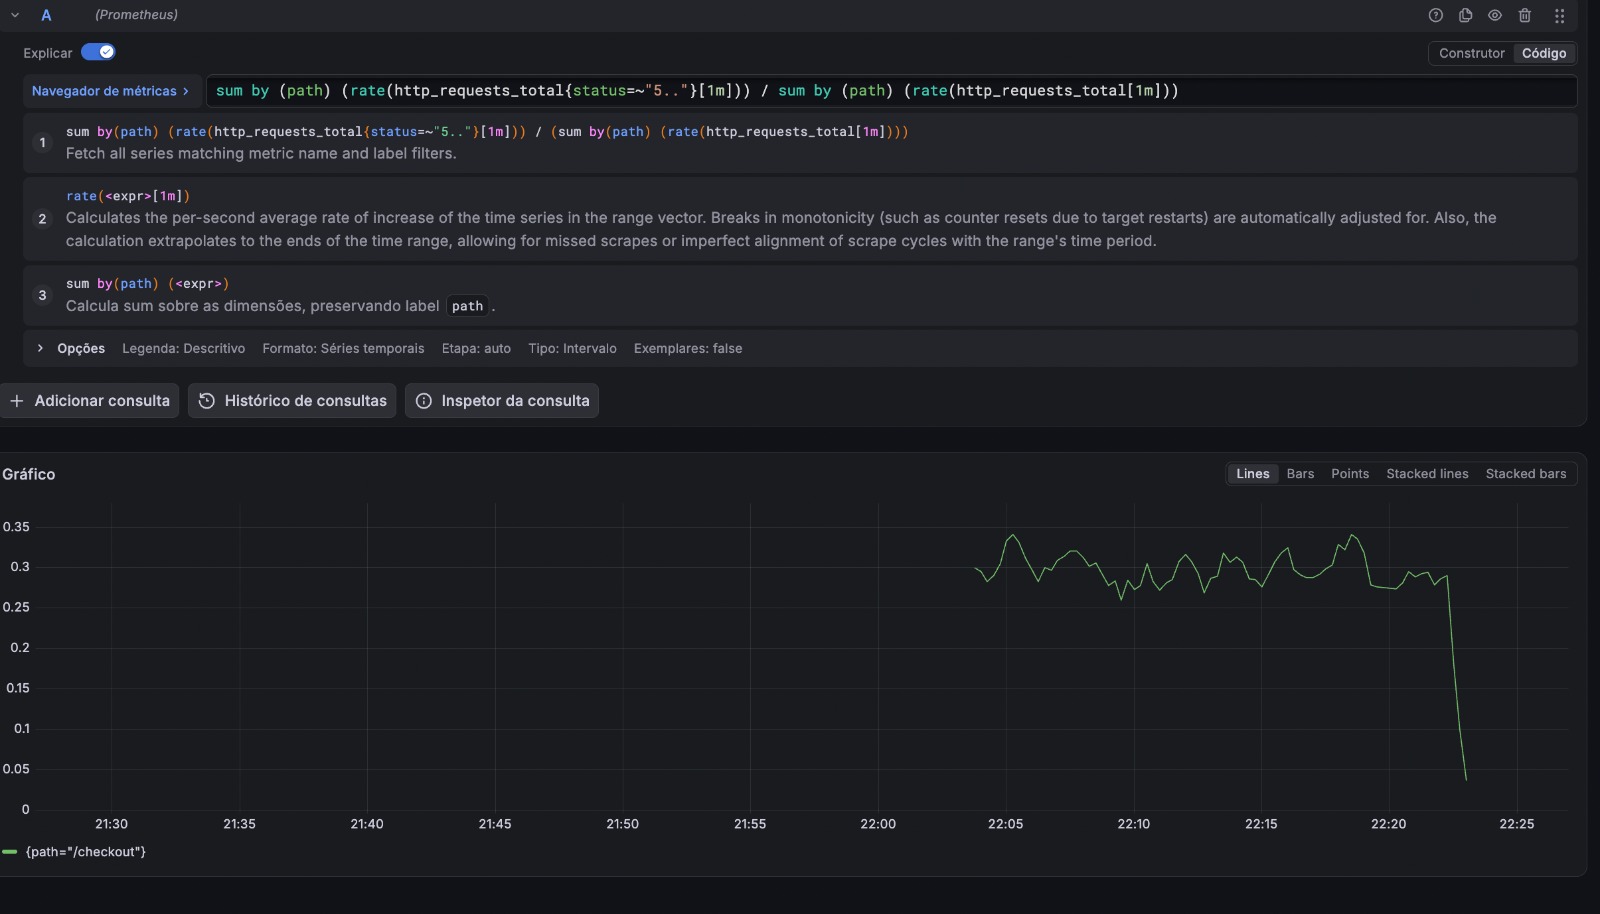 A (Prometheus)
Explicar
Construtor Código
Navegador de métricas › sum by (path) (rate(http_requests_total{status=~"5.."}[1m])) / sum by (path) (rate(http_requests_total[1m]))
1 sum by(path) (rate(http_requests_total{status=~"5.."}[1m])) / (sum by(path) (rate(http_requests_total[1m])))
Fetch all series matching metric name and label filters.
rate(<expr>[1m])
2 Calculates the per-second average rate of increase of the time series in the range vector. Breaks in monotonicity (such as counter resets due to target restarts) are automatically adjusted for. Also, the
calculation extrapolates to the ends of the time range, allowing for missed scrapes or imperfect alignment of scrape cycles with the range's time period.
sum by(path) (<expr>)
3 Calcula sum sobre as dimensões, preservando label path .
› Opções Legenda: Descritivo Formato: Séries temporais Etapa: auto Tipo: Intervalo Exemplares: false
+ Adicionar consulta Histórico de consultas Inspetor da consulta
Gráfico Lines Bars Points Stacked lines Stacked bars
0.35
0.3
0.25
0.2
0.15
0.1
0.05
0
21:30 21:35 21:40 21:45 21:50 21:55 22:00 22:05 22:10 22:15 22:20 22:25
{path="/checkout"}